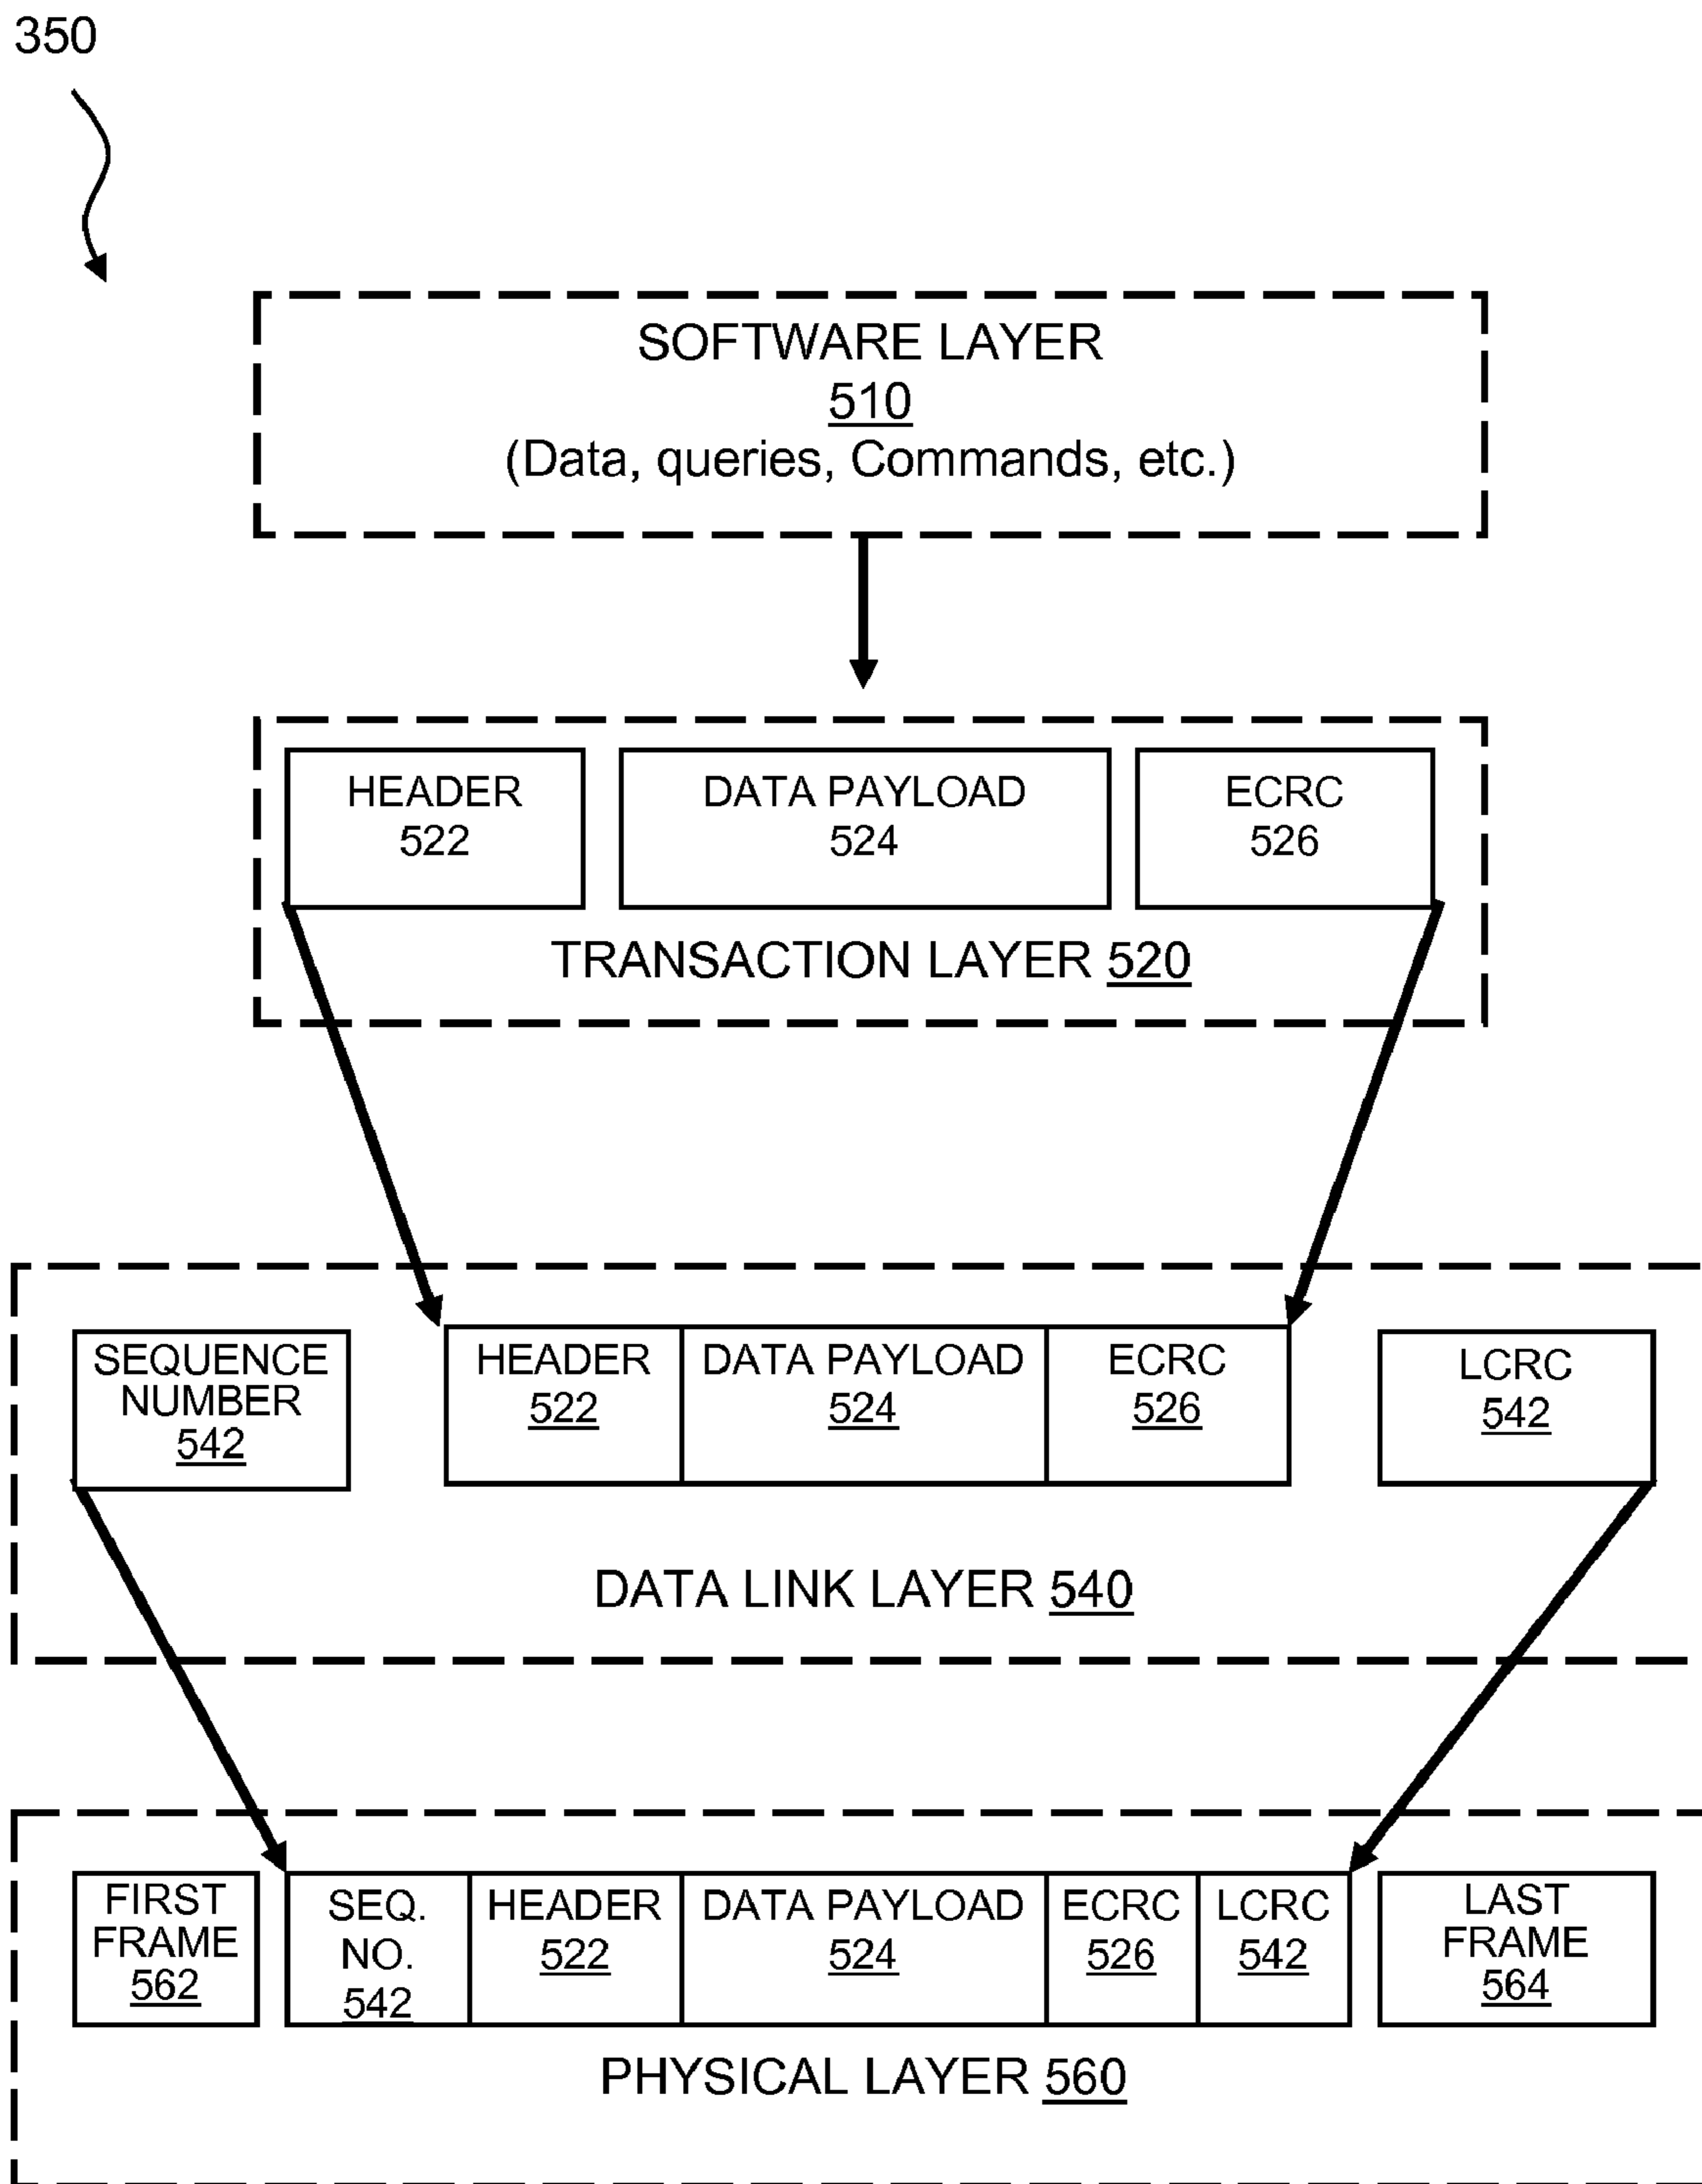 350
SOFTWARE LAYER
510
(Data, queries, Commands, etc.)
HEADER
522
DATA PAYLOAD
524
ECRC
526
TRANSACTION LAYER 520
SEQUENCE
NUMBER
542
HEADER
522
DATA PAYLOAD
524
ECRC
526
LCRC
542
DATA LINK LAYER 540
FIRST
FRAME
562
SEQ.
NO.
542
HEADER
522
DATA PAYLOAD
524
ECRC
526
LCRC
542
LAST
FRAME
564
PHYSICAL LAYER 560